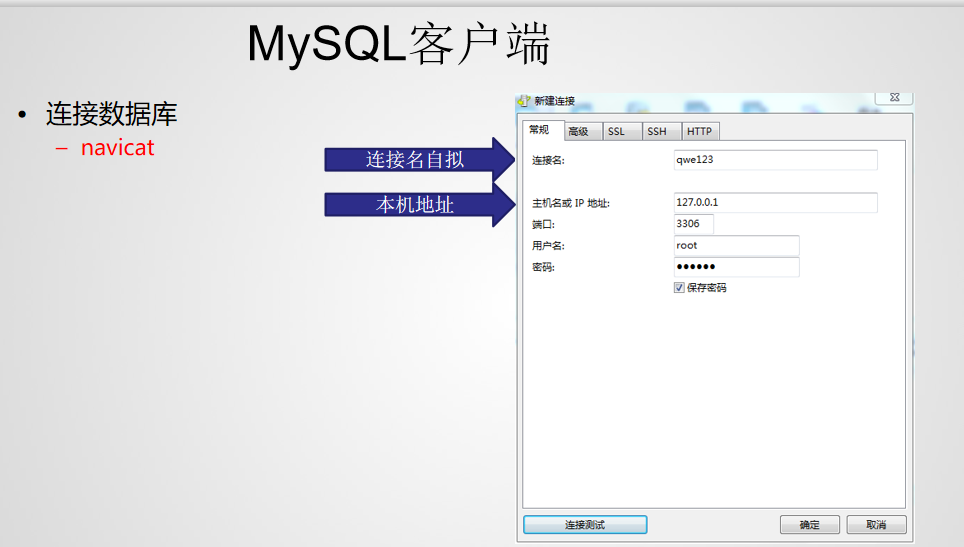 MySQL客户端
• 连接数据库
– navicat
新建连接
常规 高级 SSL SSH HTTP
连接名自拟
连接名: qwe123
本机地址
主机名或 IP 地址: 127.0.0.1
端口: 3306
用户名: root
密码: ●●●●●●
保存密码
连接测试 确定 取消